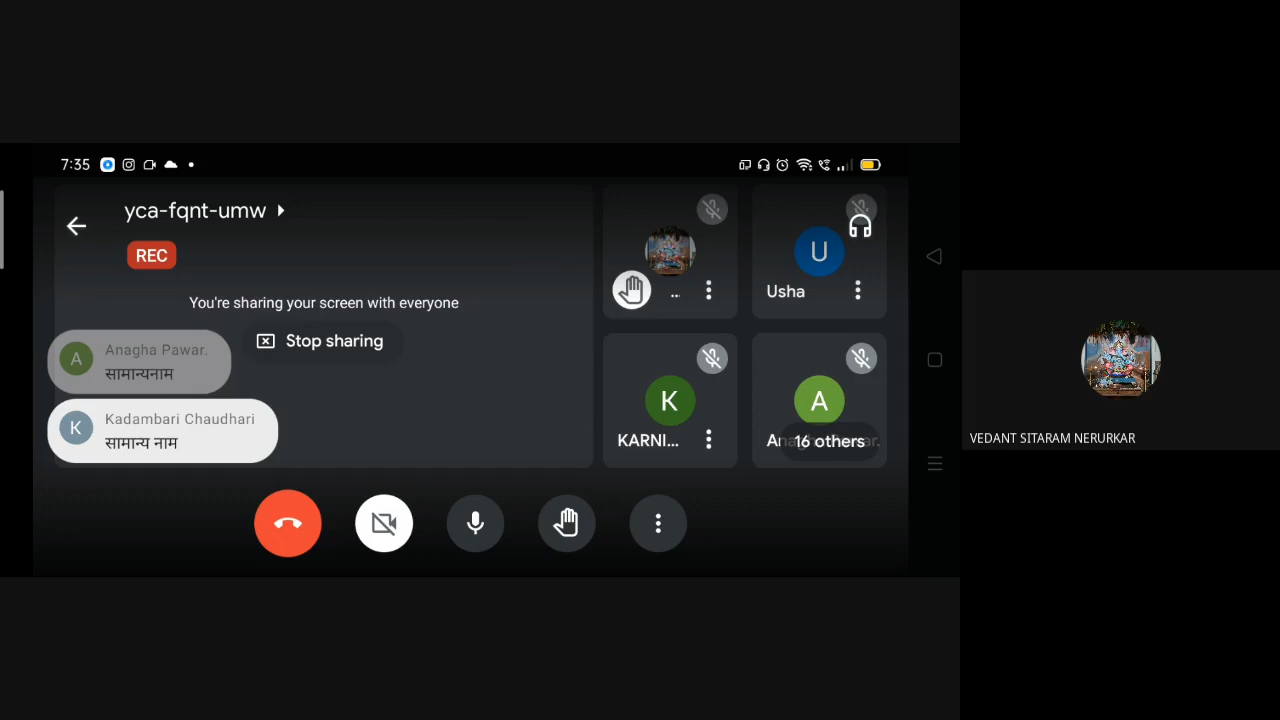 7:35
yca-fqnt-umw
REC
You're sharing your screen with everyone
Stop sharing
A
Anagha Pawar.
सामान्यनाम
K
Kadambari Chaudhari
सामान्य नाम
...
U
Usha
K
KARNI...
A
16 others
VEDANT SITARAM NERURKAR